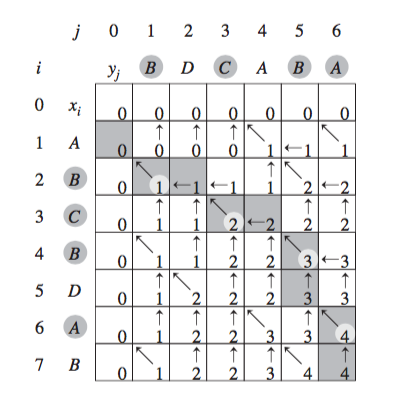 j 0 1 2 3 4 5 6
i y_j B D C A B A
0 x_i 0 0 0 0 0 0 0
1 A 0 ↑0 ↑0 ↑0 ↖1 ←1 ↖1
2 B 0 ↖1 ←1 ←1 ↑1 ↖2 ←2
3 C 0 ↑1 ↑1 ↖2 ←2 ↑2 ↑2
4 B 0 ↖1 ↑1 ↑2 ↑2 ↖3 ←3
5 D 0 ↑1 ↖2 ↑2 ↑2 ↑3 ↑3
6 A 0 ↑1 ↑2 ↑2 ↖3 ↑3 ↖4
7 B 0 ↖1 ↑2 ↑2 ↑3 ↖4 ↑4